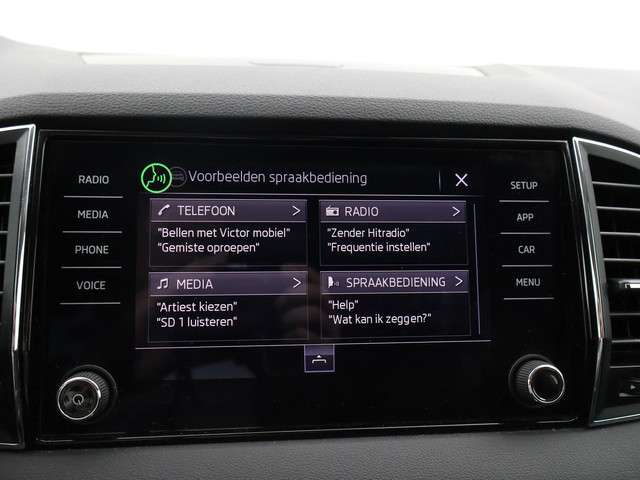 RADIO
MEDIA
PHONE
VOICE
Voorbeelden spraakbediening
TELEFOON
"Bellen met Victor mobiel"
"Gemiste oproepen"
RADIO
"Zender Hitradio"
"Frequentie instellen"
MEDIA
"Artiest kiezen"
"SD 1 luisteren"
SPRAAKBEDIENING
"Help"
"Wat kan ik zeggen?"
SETUP
APP
CAR
MENU